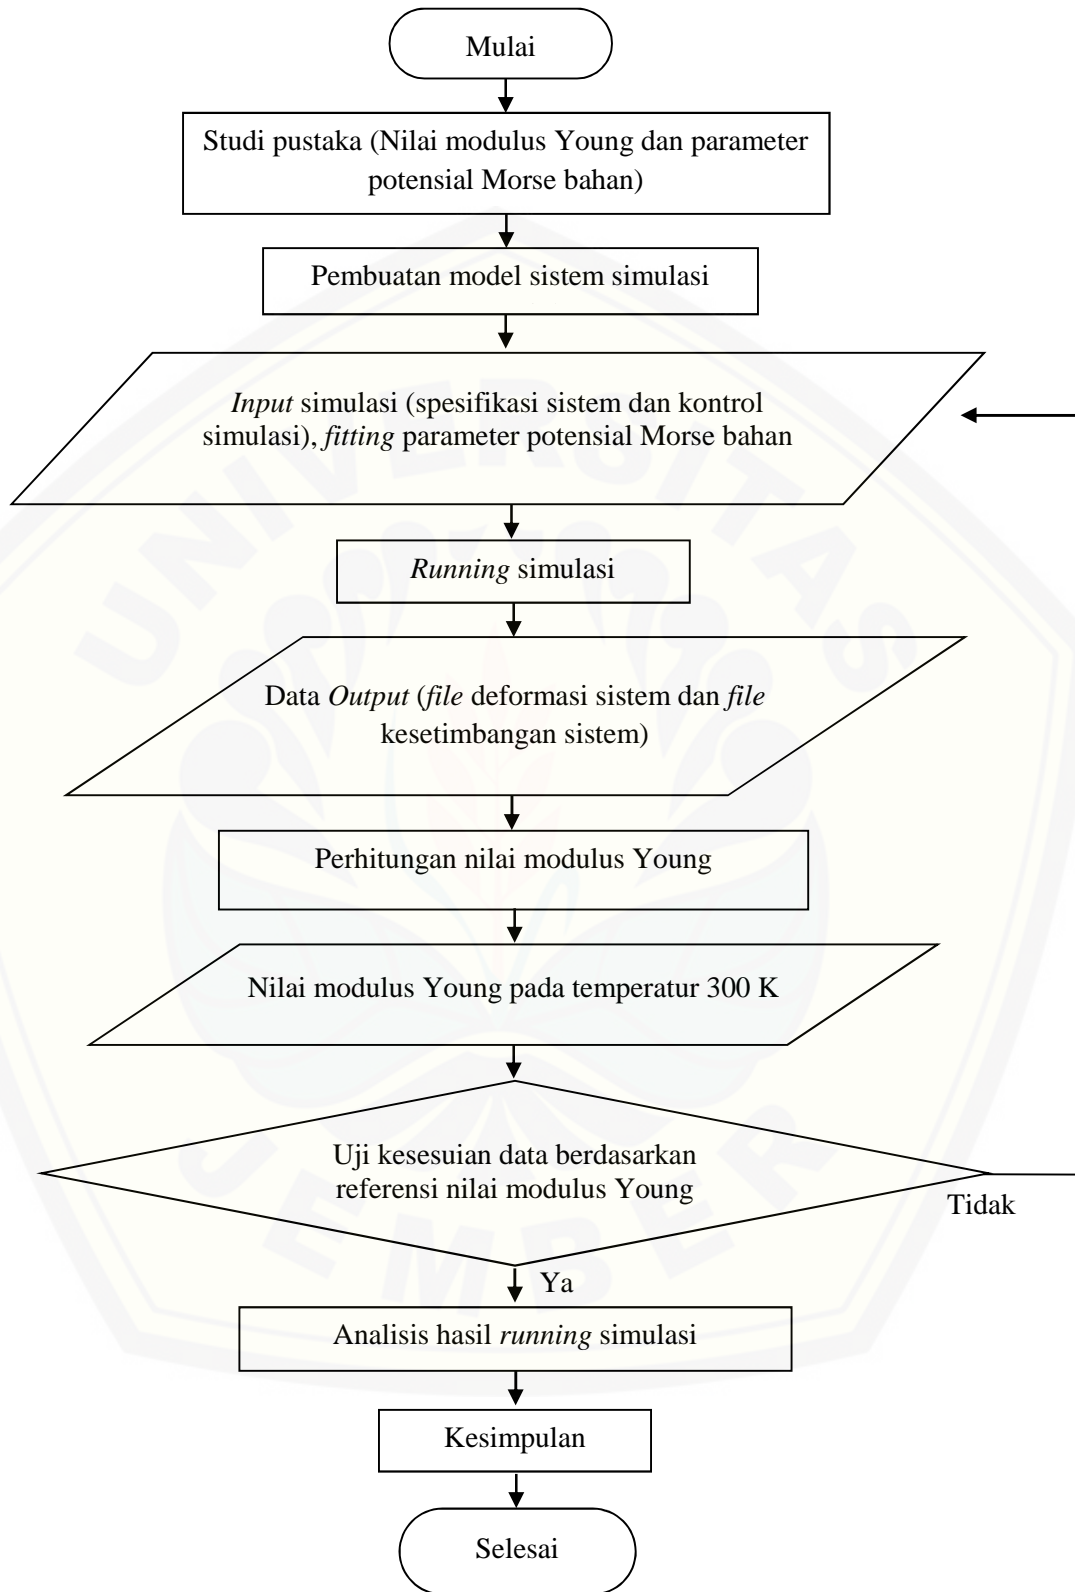 Mulai
Studi pustaka (Nilai modulus Young dan parameter
potensial Morse bahan)
Pembuatan model sistem simulasi
Input simulasi (spesifikasi sistem dan kontrol
simulasi), fitting parameter potensial Morse bahan
Running simulasi
Data Output (file deformasi sistem dan file
kesetimbangan sistem)
Perhitungan nilai modulus Young
Nilai modulus Young pada temperatur 300 K
Uji kesesuian data berdasarkan
referensi nilai modulus Young
Tidak
Ya
Analisis hasil running simulasi
Kesimpulan
Selesai
UNIVERSITAS
JEMBER